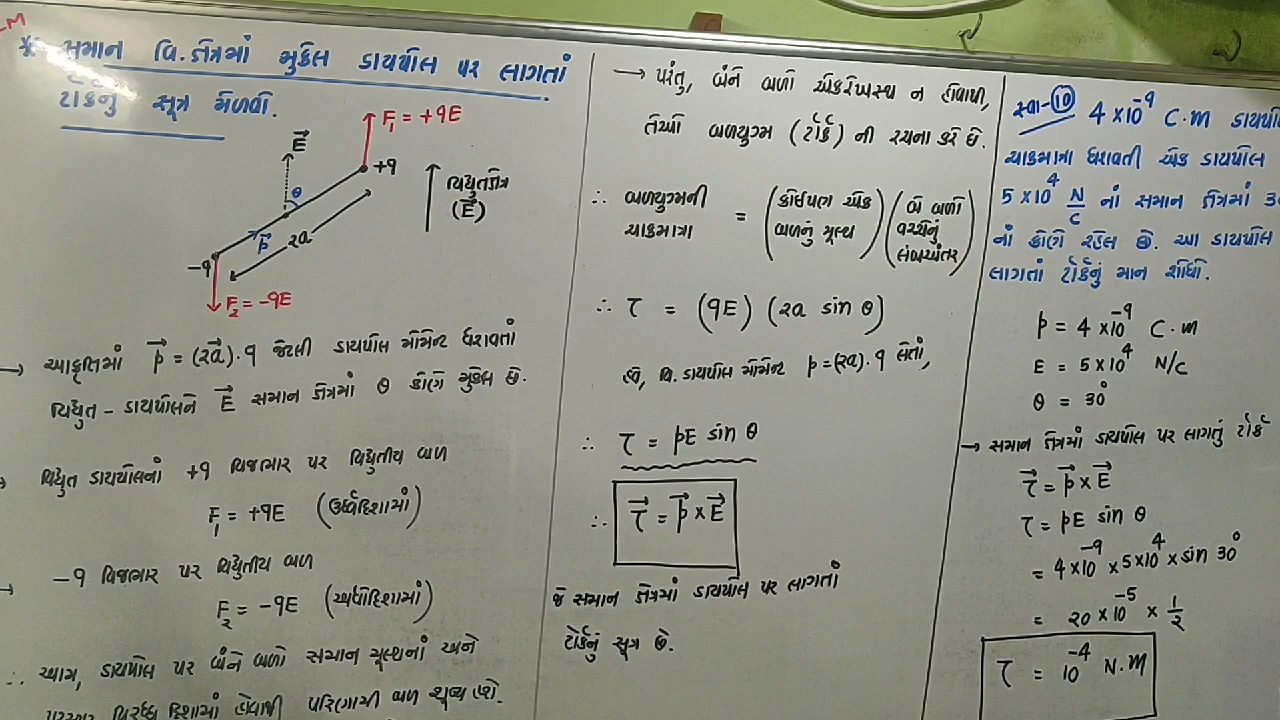 * સમાન વિ. ક્ષેત્રમાં મુકેલ ડાયપોલ પર લાગતાં
ટોર્કનું સૂત્ર મેળવો.
F₁ = +qE
E⃗
+q
θ
વિદ્યુતક્ષેત્ર
(E⃗)
p⃗
2a
-q
F₂ = -qE
→ આકૃતિમાં p⃗ = (2a⃗).q જેટલી ડાયપોલ મોમેન્ટ ધરાવતાં
વિદ્યુત - ડાયપોલને E⃗ સમાન ક્ષેત્રમાં θ કોણે મુકેલ છે.
વિદ્યુત ડાયપોલનાં +q વિજભાર પર વિદ્યુતીય બળ
F₁ = +qE (ઉર્ધ્વદિશામાં)
→ -q વિજભાર પર વિદ્યુતીય બળ
F₂ = -qE (અધોદિશામાં)
∴ આમ, ડાયપોલ પર બંને બળો સમાન મૂલ્યનાં અને
પરસ્પર વિરુધ્ધ દિશામાં હોવાથી પરિણામી બળ શૂન્ય હશે.
→ પરંતુ, બંને બળો એકરેખસ્થ ન હોવાથી,
તેઓ બળયુગ્મ (ટોર્ક) ની રચના કરે છે.
∴ બળયુગ્મની ચાકમાત્રા = (કોઈપણ એક બળનું મૂલ્ય) (બે બળો વચ્ચેનું લંબઅંતર)
∴ τ = (qE) (2a sin θ)
હવે, વિ. ડાયપોલ મોમેન્ટ p=(2a).q લેતાં,
∴ τ = pE sin θ
∴ τ⃗ = p⃗ x E⃗
જે સમાન ક્ષેત્રમાં ડાયપોલ પર લાગતાં
ટોર્કનું સૂત્ર છે.
સ્વા-10 4 x 10⁻⁹ C.m ડાયપોલ
ચાકમાત્રા ધરાવતી એક ડાયપોલ
5 x 10⁴ N/C નાં સમાન ક્ષેત્રમાં 30
નાં કોણે રહેલ છે. આ ડાયપોલ
લાગતાં ટોર્કનું માન શોધો.
p = 4 x 10⁻⁹ C.m
E = 5 x 10⁴ N/C
θ = 30°
→ સમાન ક્ષેત્રમાં ડાયપોલ પર લાગતું ટોર્ક
τ⃗ = p⃗ x E⃗
τ = pE sin θ
= 4 x 10⁻⁹ x 5 x 10⁴ x sin 30°
= 20 x 10⁻⁵ x 1/2
τ = 10⁻⁴ N.m